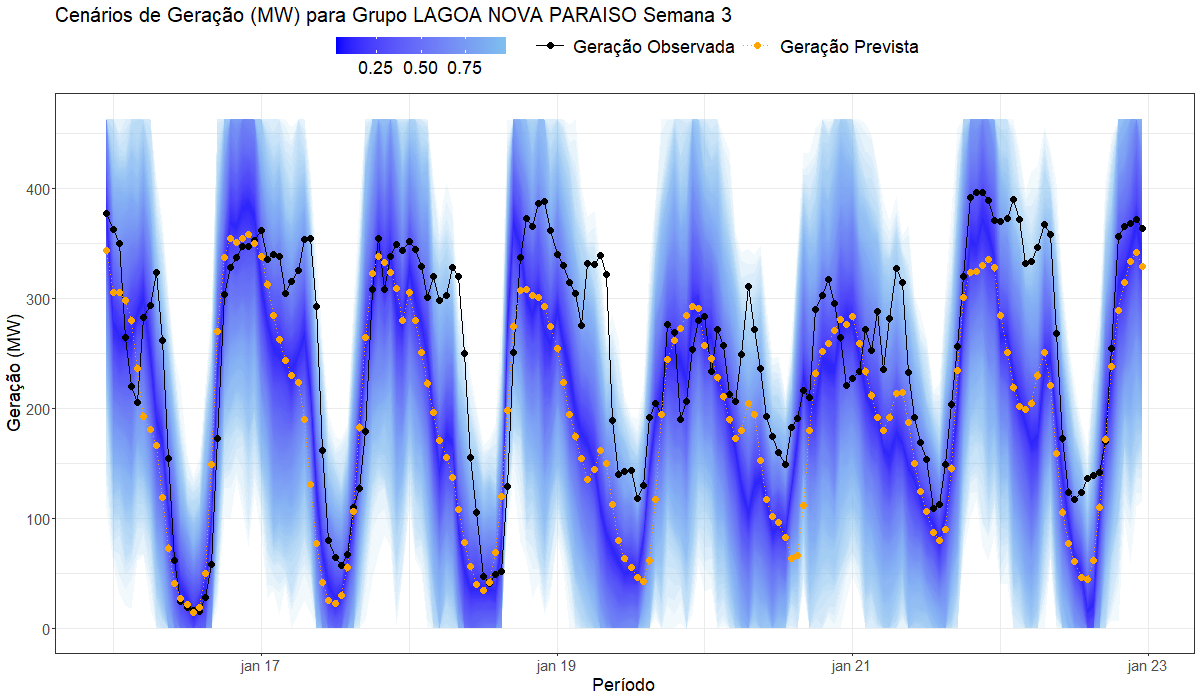 Cenários de Geração (MW) para Grupo LAGOA NOVA PARAISO Semana 3
0.25 0.50 0.75
Geração Observada
Geração Prevista
Geração (MW)
400
300
200
100
0
jan 17 jan 19 jan 21 jan 23
Período